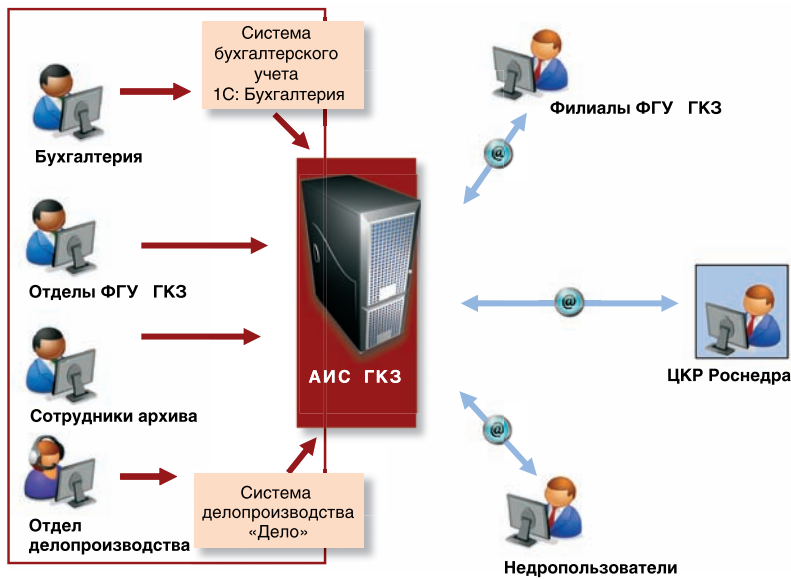 Система
бухгалтерского
учета
1С: Бухгалтерия
Бухгалтерия
Филиалы ФГУ ГКЗ
@
Отделы ФГУ ГКЗ
@
АИС ГКЗ
ЦКР Роснедра
Сотрудники архива
@
Система
делопроизводства
«Дело»
Отдел
делопроизводства
Недропользователи